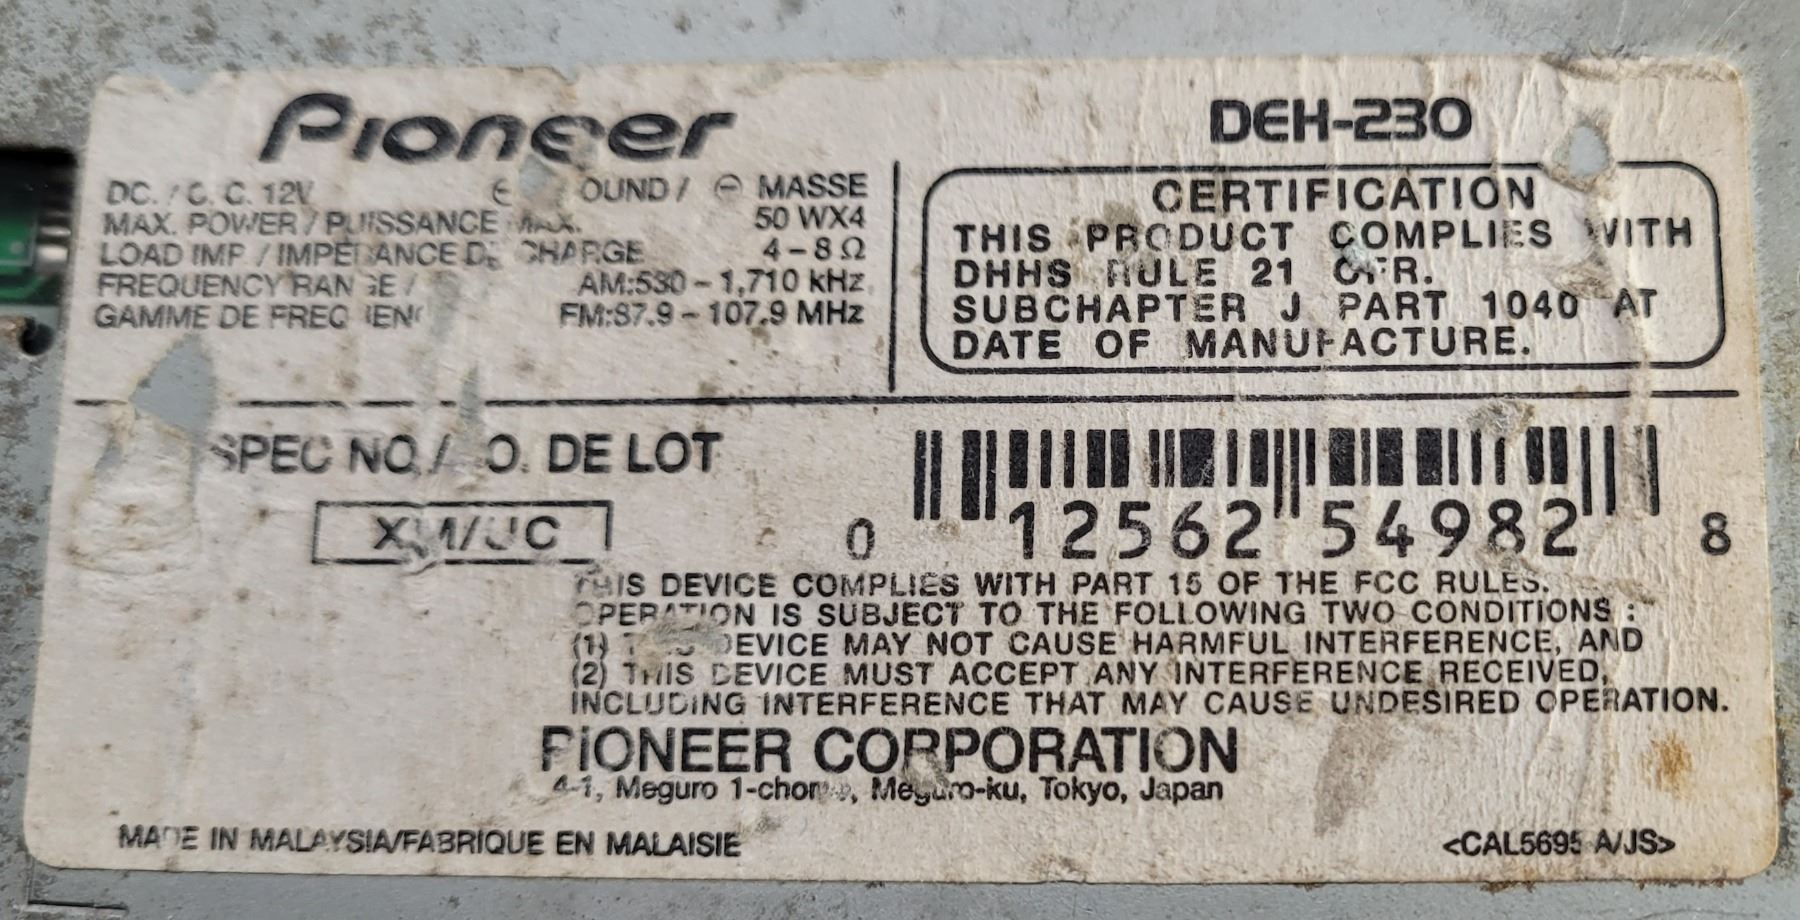 Pioneer
DEH-230
DC. / C. C. 12V ⊖ MASSE
MAX. POWER / PUISSANCE MAX. 50 WX4
LOAD IMP / IMPEDANCE DE CHARGE 4 – 8 Ω
FREQUENCY RANGE / AM:530 – 1,710 kHz
GAMME DE FM:87.9 – 107.9 MHz
CERTIFICATION
THIS PRODUCT COMPLIES WITH
DHHS RULE 21 CFR.
SUBCHAPTER J PART 1040 AT
DATE OF MANUFACTURE.
SPEC NO. / DE LOT
XM/UC
0 12562 54982 8
THIS DEVICE COMPLIES WITH PART 15 OF THE FCC RULES.
OPERATION IS SUBJECT TO THE FOLLOWING TWO CONDITIONS :
(1) THIS DEVICE MAY NOT CAUSE HARMFUL INTERFERENCE, AND
(2) THIS DEVICE MUST ACCEPT ANY INTERFERENCE RECEIVED,
INCLUDING INTERFERENCE THAT MAY CAUSE UNDESIRED OPERATION.
PIONEER CORPORATION
4-1, Meguro 1-chome, Meguro-ku, Tokyo, Japan
MADE IN MALAYSIA/FABRIQUE EN MALAISIE
<CAL5695 A/JS>